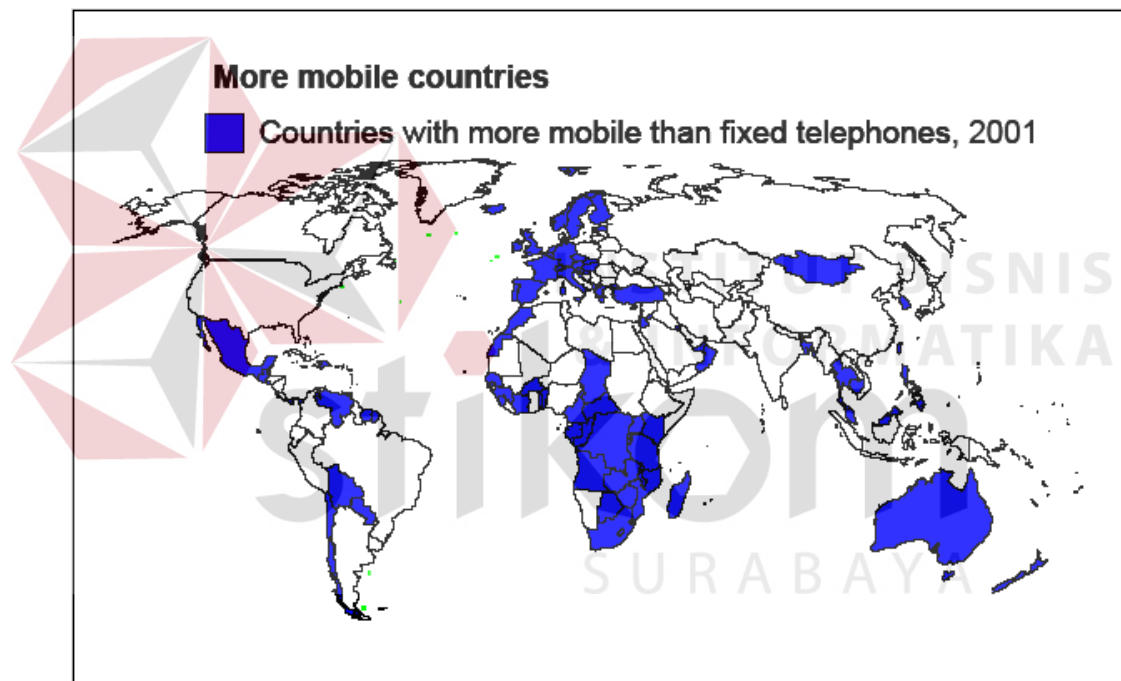 More mobile countries
Countries with more mobile than fixed telephones, 2001
INSTITUT BISNIS
& INFORMATIKA
stikom
SURABAYA